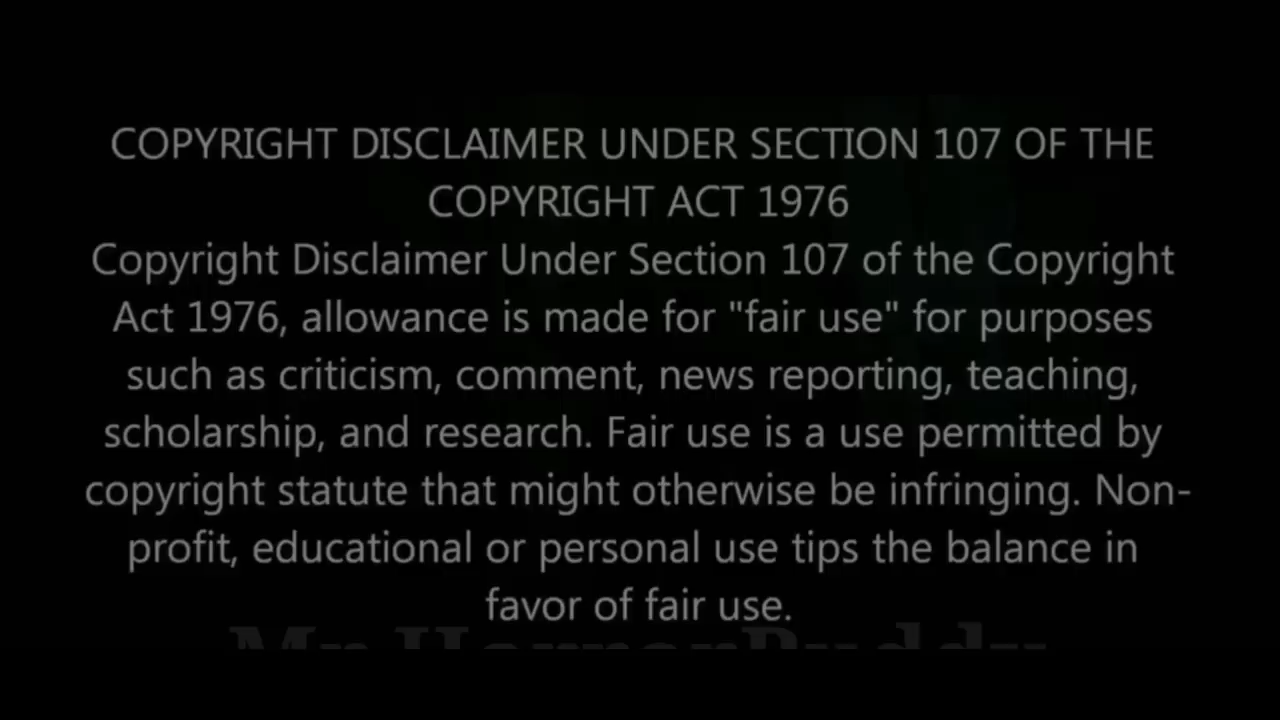 COPYRIGHT DISCLAIMER UNDER SECTION 107 OF THE
COPYRIGHT ACT 1976
Copyright Disclaimer Under Section 107 of the Copyright
Act 1976, allowance is made for "fair use" for purposes
such as criticism, comment, news reporting, teaching,
scholarship, and research. Fair use is a use permitted by
copyright statute that might otherwise be infringing. Non-
profit, educational or personal use tips the balance in
favor of fair use.
Mr HorrorBuddy